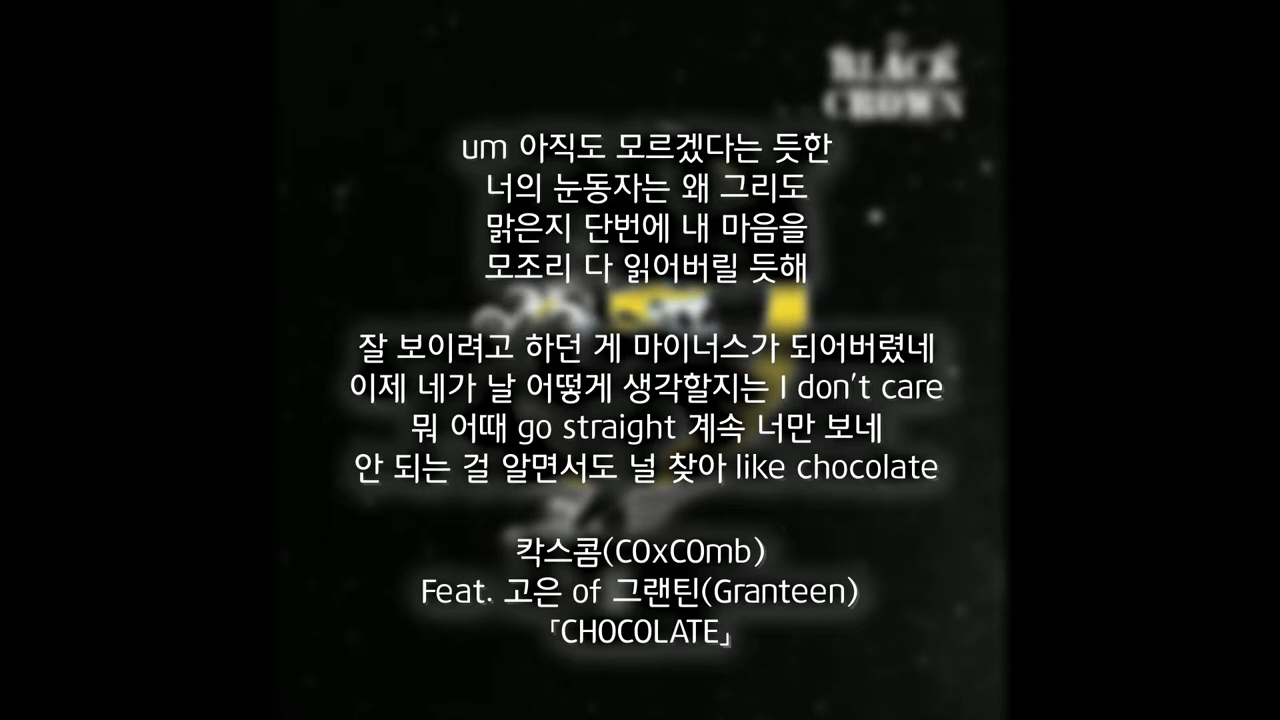 BLACK
CROWN
um 아직도 모르겠다는 듯한
너의 눈동자는 왜 그리도
맑은지 단번에 내 마음을
모조리 다 읽어버릴 듯해
잘 보이려고 하던 게 마이너스가 되어버렸네
이제 네가 날 어떻게 생각할지는 I don't care
뭐 어때 go straight 계속 너만 보네
안 되는 걸 알면서도 널 찾아 like chocolate
칵스콤(COxCOmb)
Feat. 고은 of 그랜틴(Granteen)
「CHOCOLATE」